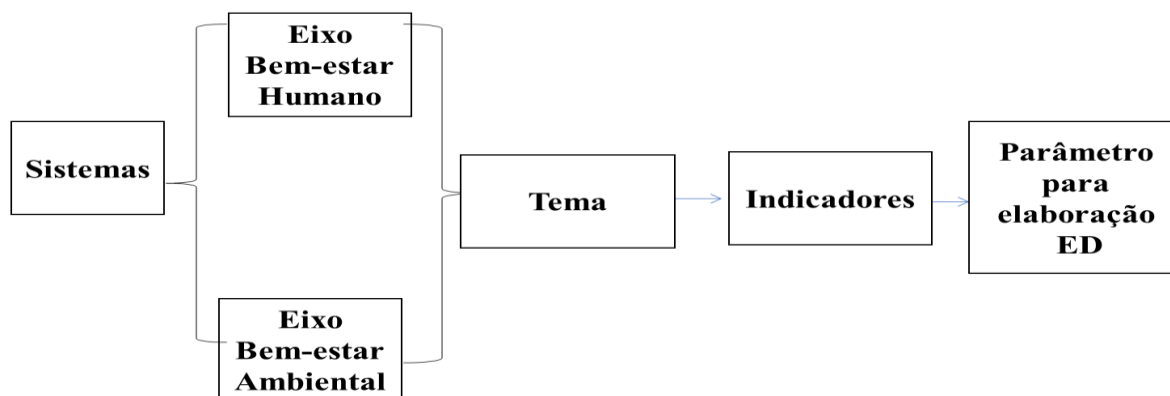 Sistemas
Eixo
Bem-estar
Humano
Eixo
Bem-estar
Ambiental
Tema
Indicadores
Parâmetro
para
elaboração
ED